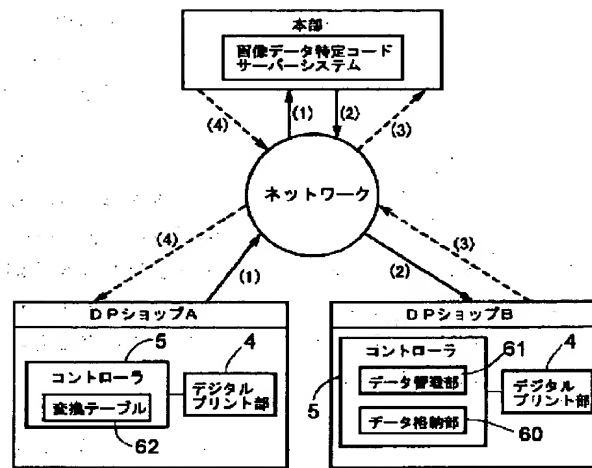 本部
画像データ特定コード
サーバーシステム
(4)
(1)
(2)
(3)
ネットワーク
(4)
(1)
(2)
(3)
DPショップA
5
4
コントローラ
変換テーブル
62
デジタル
プリント部
DPショップB
コントローラ
61
4
データ管理部
5
データ格納部
60
デジタル
プリント部